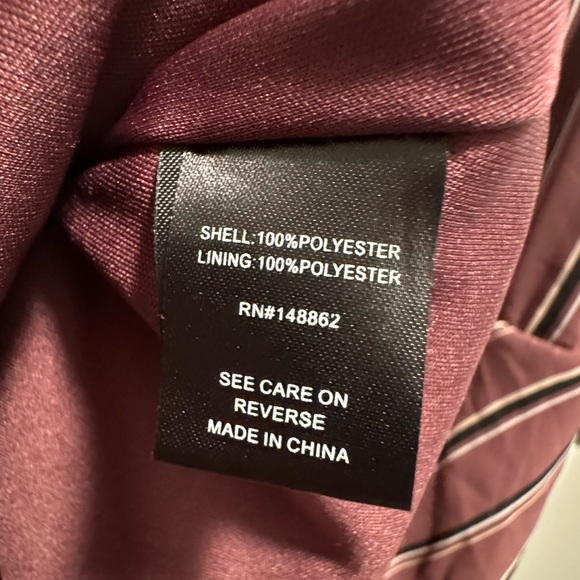 SHELL:100%POLYESTER
LINING:100%POLYESTER
RN#148862
SEE CARE ON
REVERSE
MADE IN CHINA